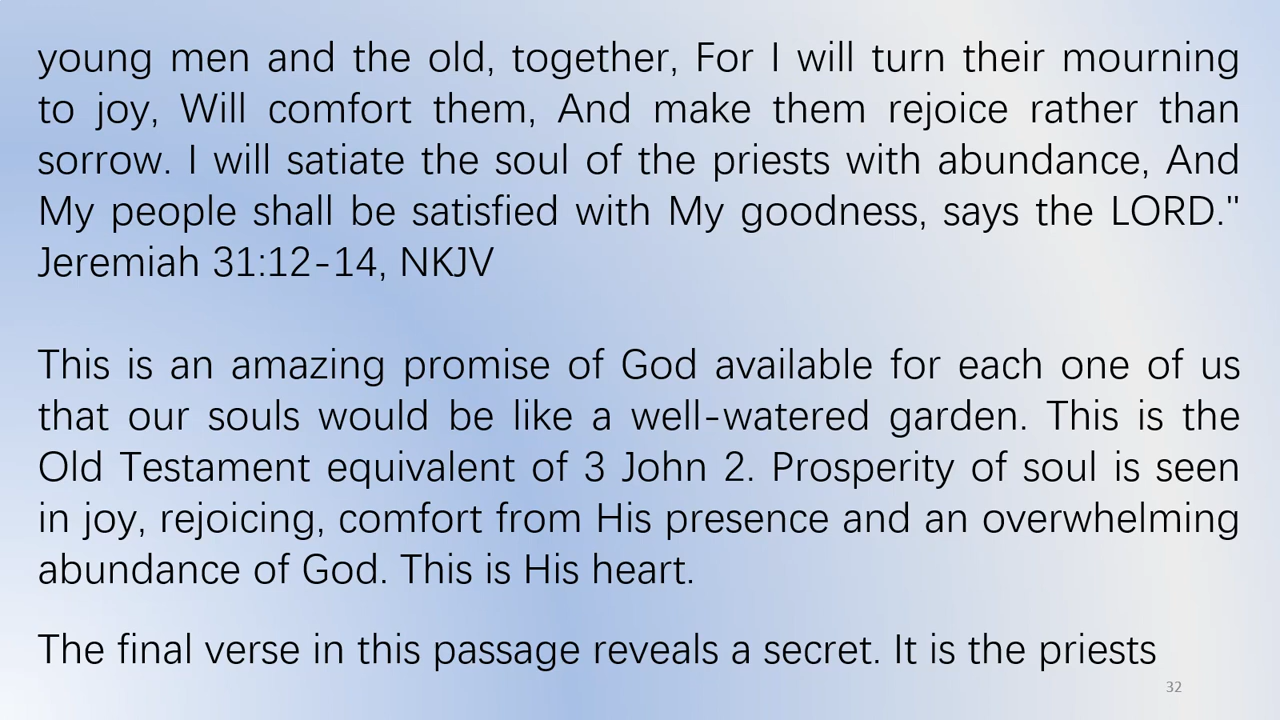 young men and the old, together, For I will turn their mourning
to joy, Will comfort them, And make them rejoice rather than
sorrow. I will satiate the soul of the priests with abundance, And
My people shall be satisfied with My goodness, says the LORD."
Jeremiah 31:12-14, NKJV
This is an amazing promise of God available for each one of us
that our souls would be like a well-watered garden. This is the
Old Testament equivalent of 3 John 2. Prosperity of soul is seen
in joy, rejoicing, comfort from His presence and an overwhelming
abundance of God. This is His heart.
The final verse in this passage reveals a secret. It is the priests
32